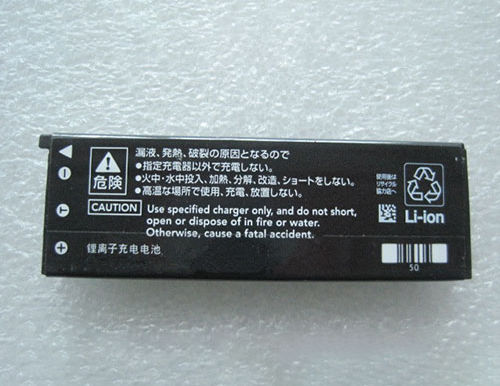 漏液、発熱、破裂の原因となるので
●指定充電器以外で充電しない。
●火中・水中投入、加熱、分解、改造、ショートをしない。
●高温な場所で使用、充電、放置しない。
危険
CAUTION
Use specified charger only, and do not short,
open or dispose of in fire or water.
Otherwise, cause a fatal accident.
使用後は
リサイクル
協力店へ
Li-ion
锂离子充电电池
50